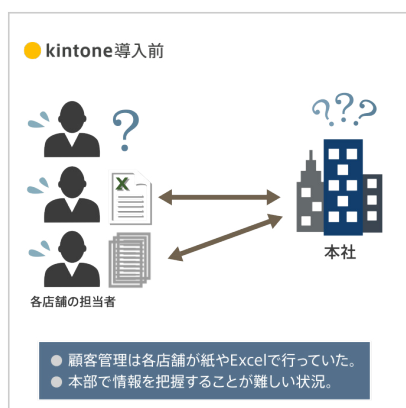 kintone導入前
?
???
X
本社
各店舗の担当者
顧客管理は各店舗が紙やExcelで行っていた。
本部で情報を把握することが難しい状況。